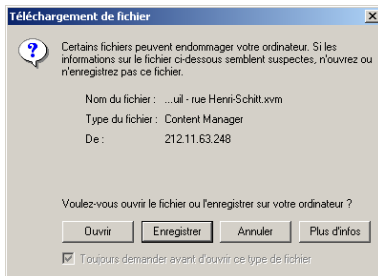 Téléchargement de fichier
Certains fichiers peuvent endommager votre ordinateur. Si les
informations sur le fichier ci-dessous semblent suspectes, n'ouvrez ou
n'enregistrez pas ce fichier.
Nom du fichier : ...uil - rue Henri-Schitt.xvm
Type du fichier : Content Manager
De : 212.11.63.248
Voulez-vous ouvrir le fichier ou l'enregistrer sur votre ordinateur ?
Ouvrir Enregistrer Annuler Plus d'infos
Toujours demander avant d'ouvrir ce type de fichier